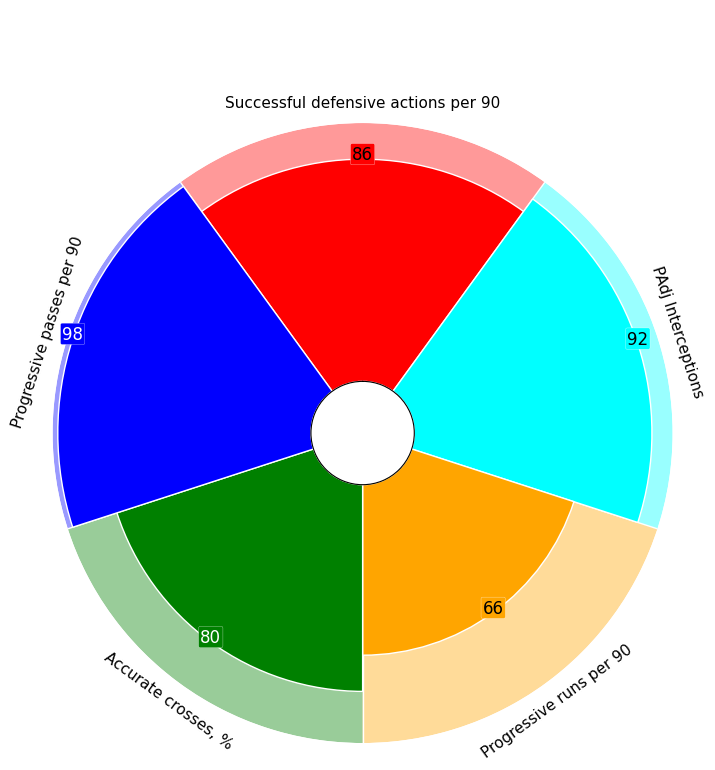 Successful defensive actions per 90
86
PAdj Interceptions
92
Progressive passes per 90
98
66
Progressive runs per 90
80
Accurate crosses, %